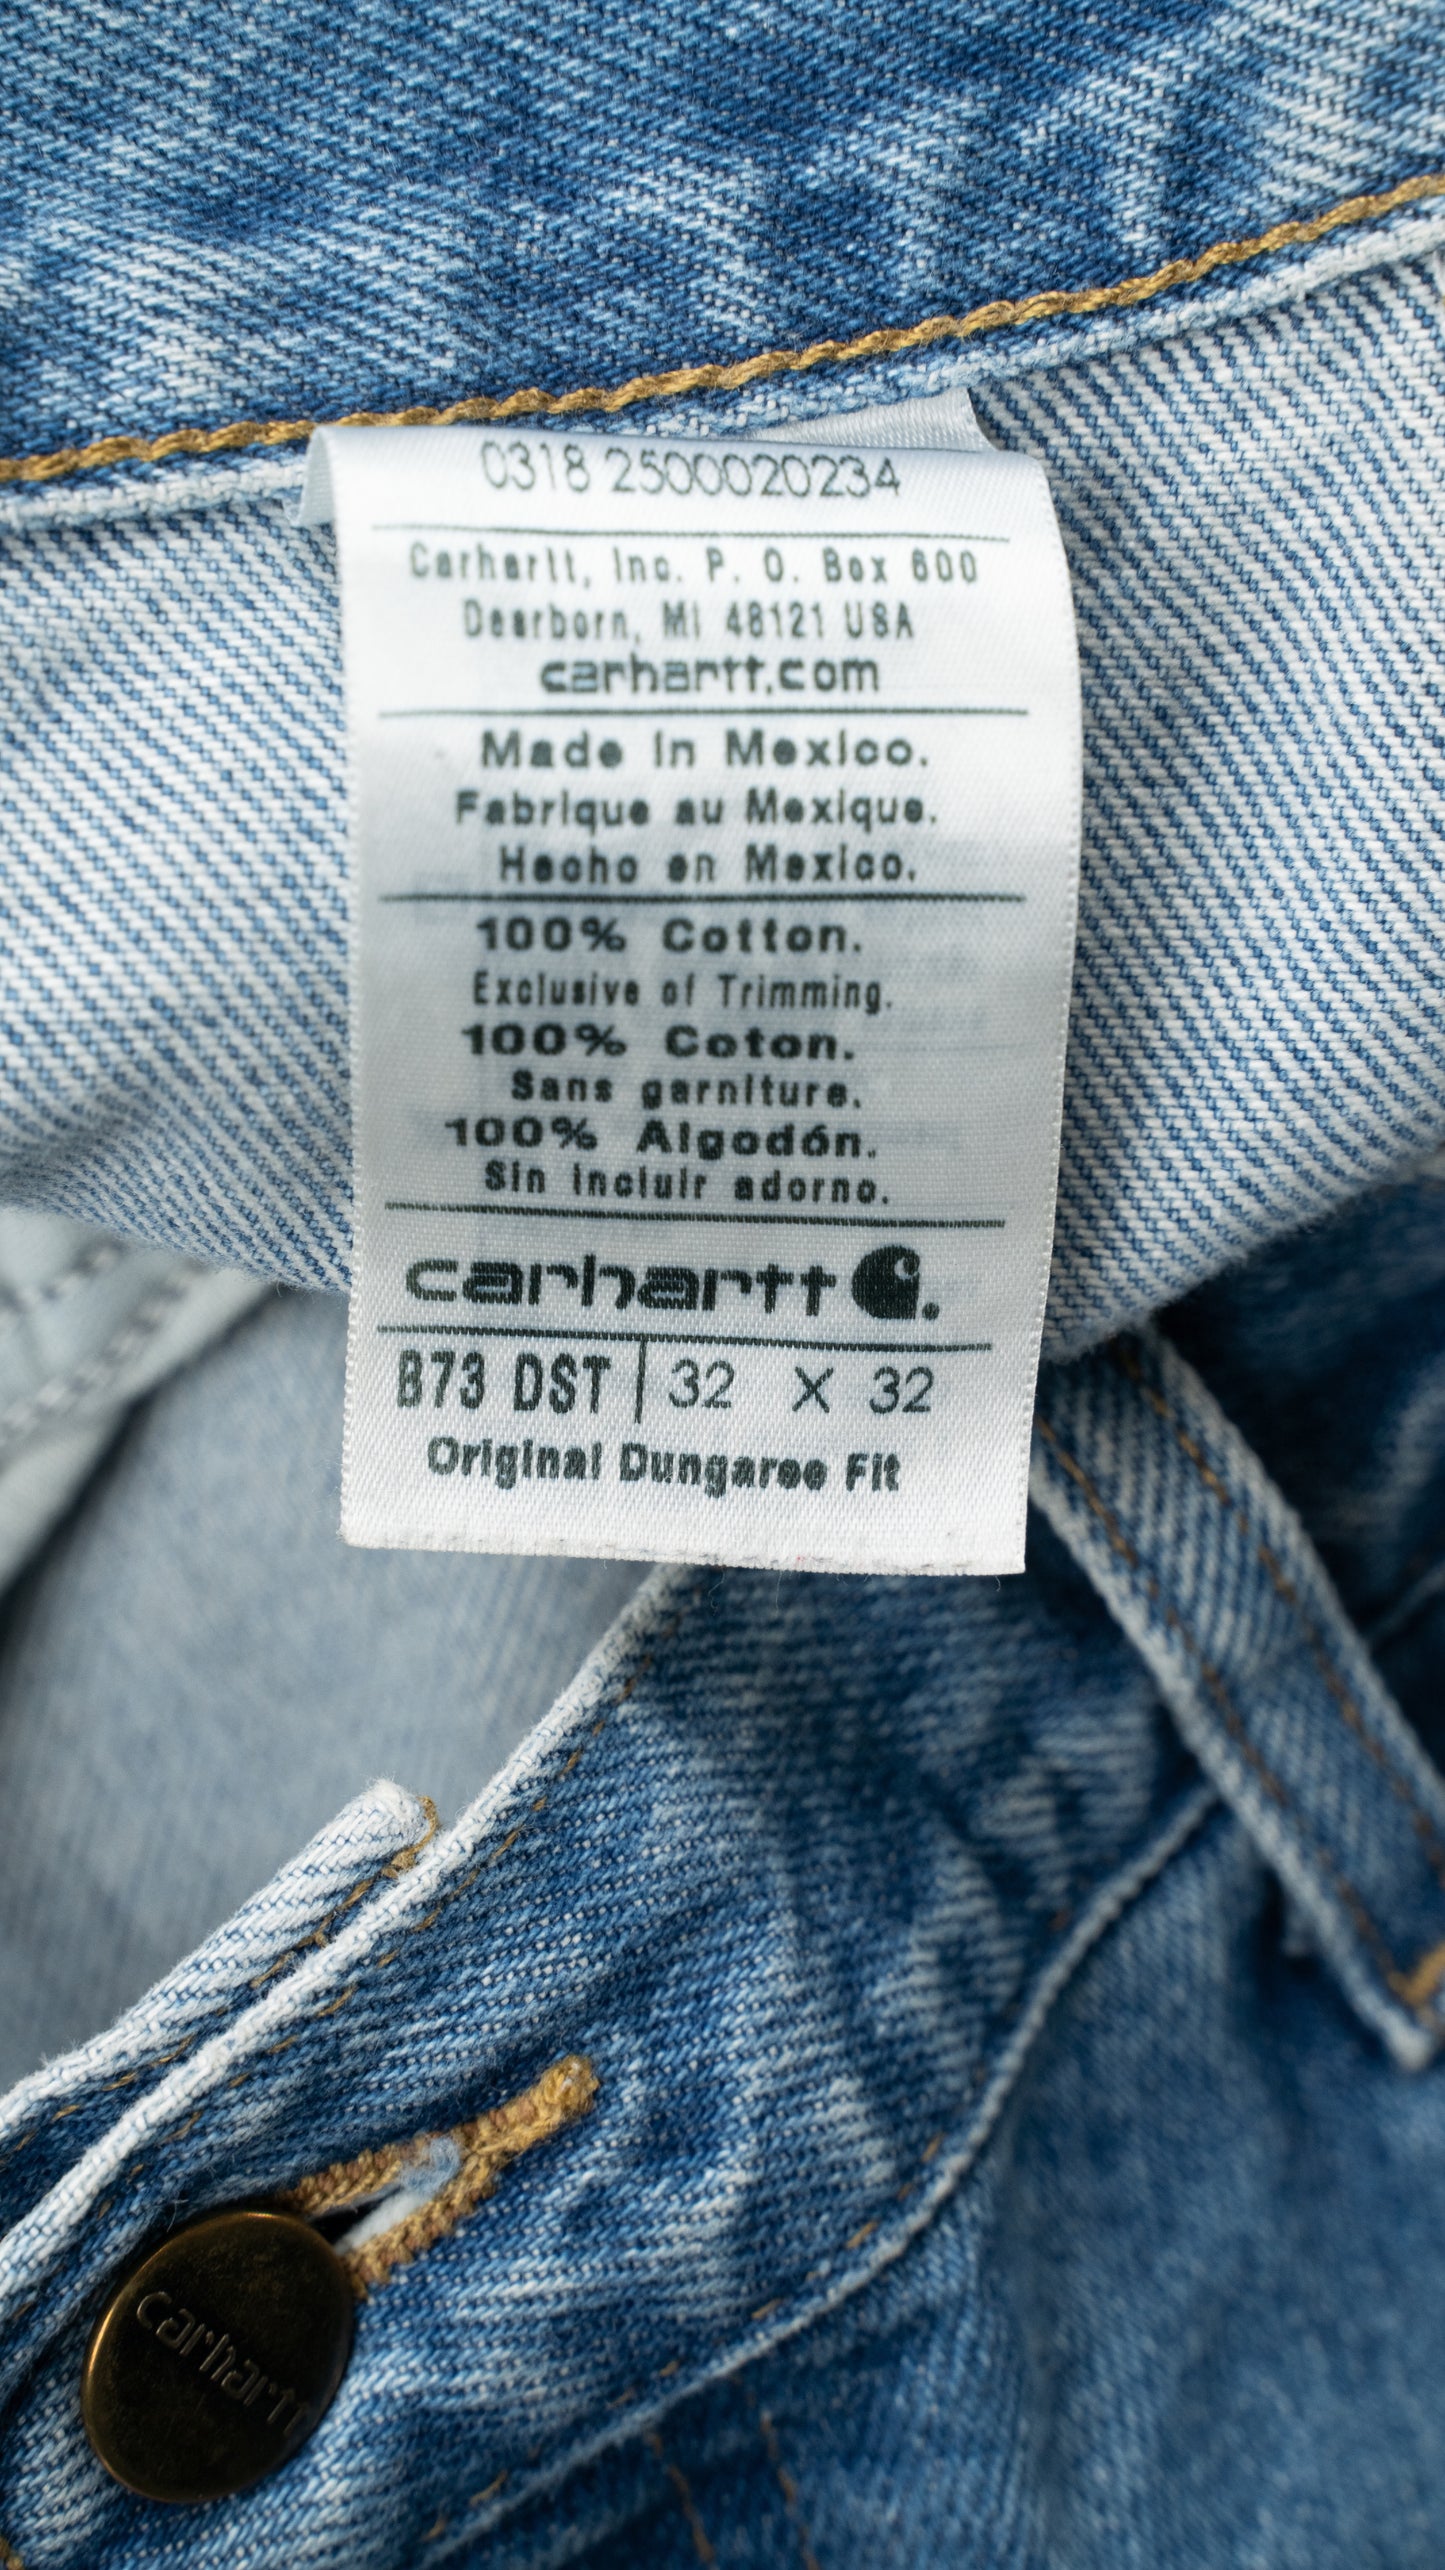 0318 2500020234
Carhartt, Inc. P. O. Box 600
Dearborn, MI 48121 USA
carhartt.com
Made in Mexico.
Fabrique au Mexique.
Hecho en Mexico.
100% Cotton.
Exclusive of Trimming.
100% Coton.
Sans garniture.
100% Algodón.
Sin incluir adorno.
carhartt
B73 DST | 32 X 32
Original Dungaree Fit
carhartt